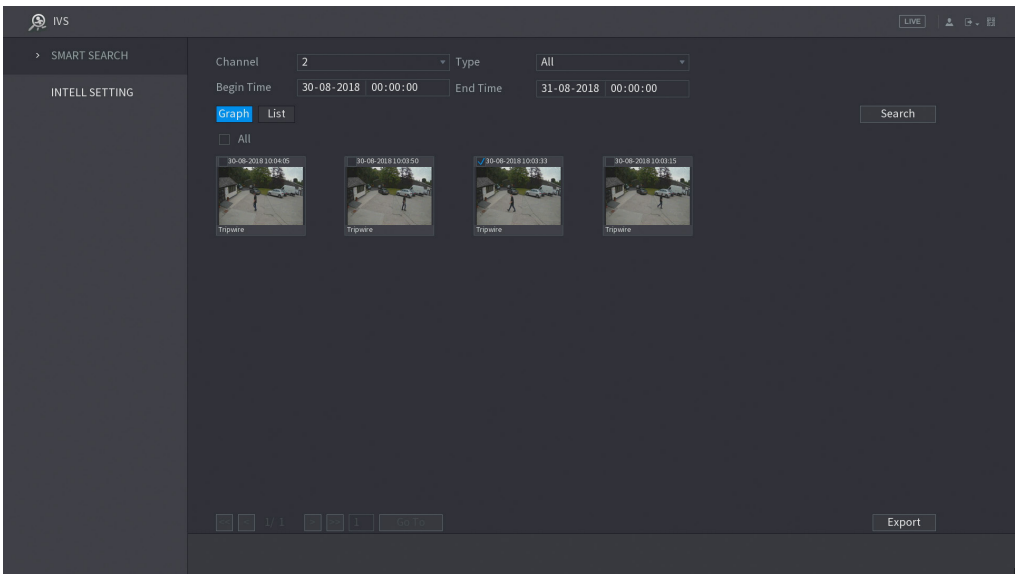 IVS
LIVE
SMART SEARCH
INTELL SETTING
Channel 2 Type All
Begin Time 30-08-2018 00:00:00 End Time 31-08-2018 00:00:00
Graph List Search
All
30-08-2018 10:04:05 30-08-2018 10:03:50 30-08-2018 10:03:33 30-08-2018 10:03:15
Tripwire Tripwire Tripwire Tripwire
1/ 1 1 Go To Export